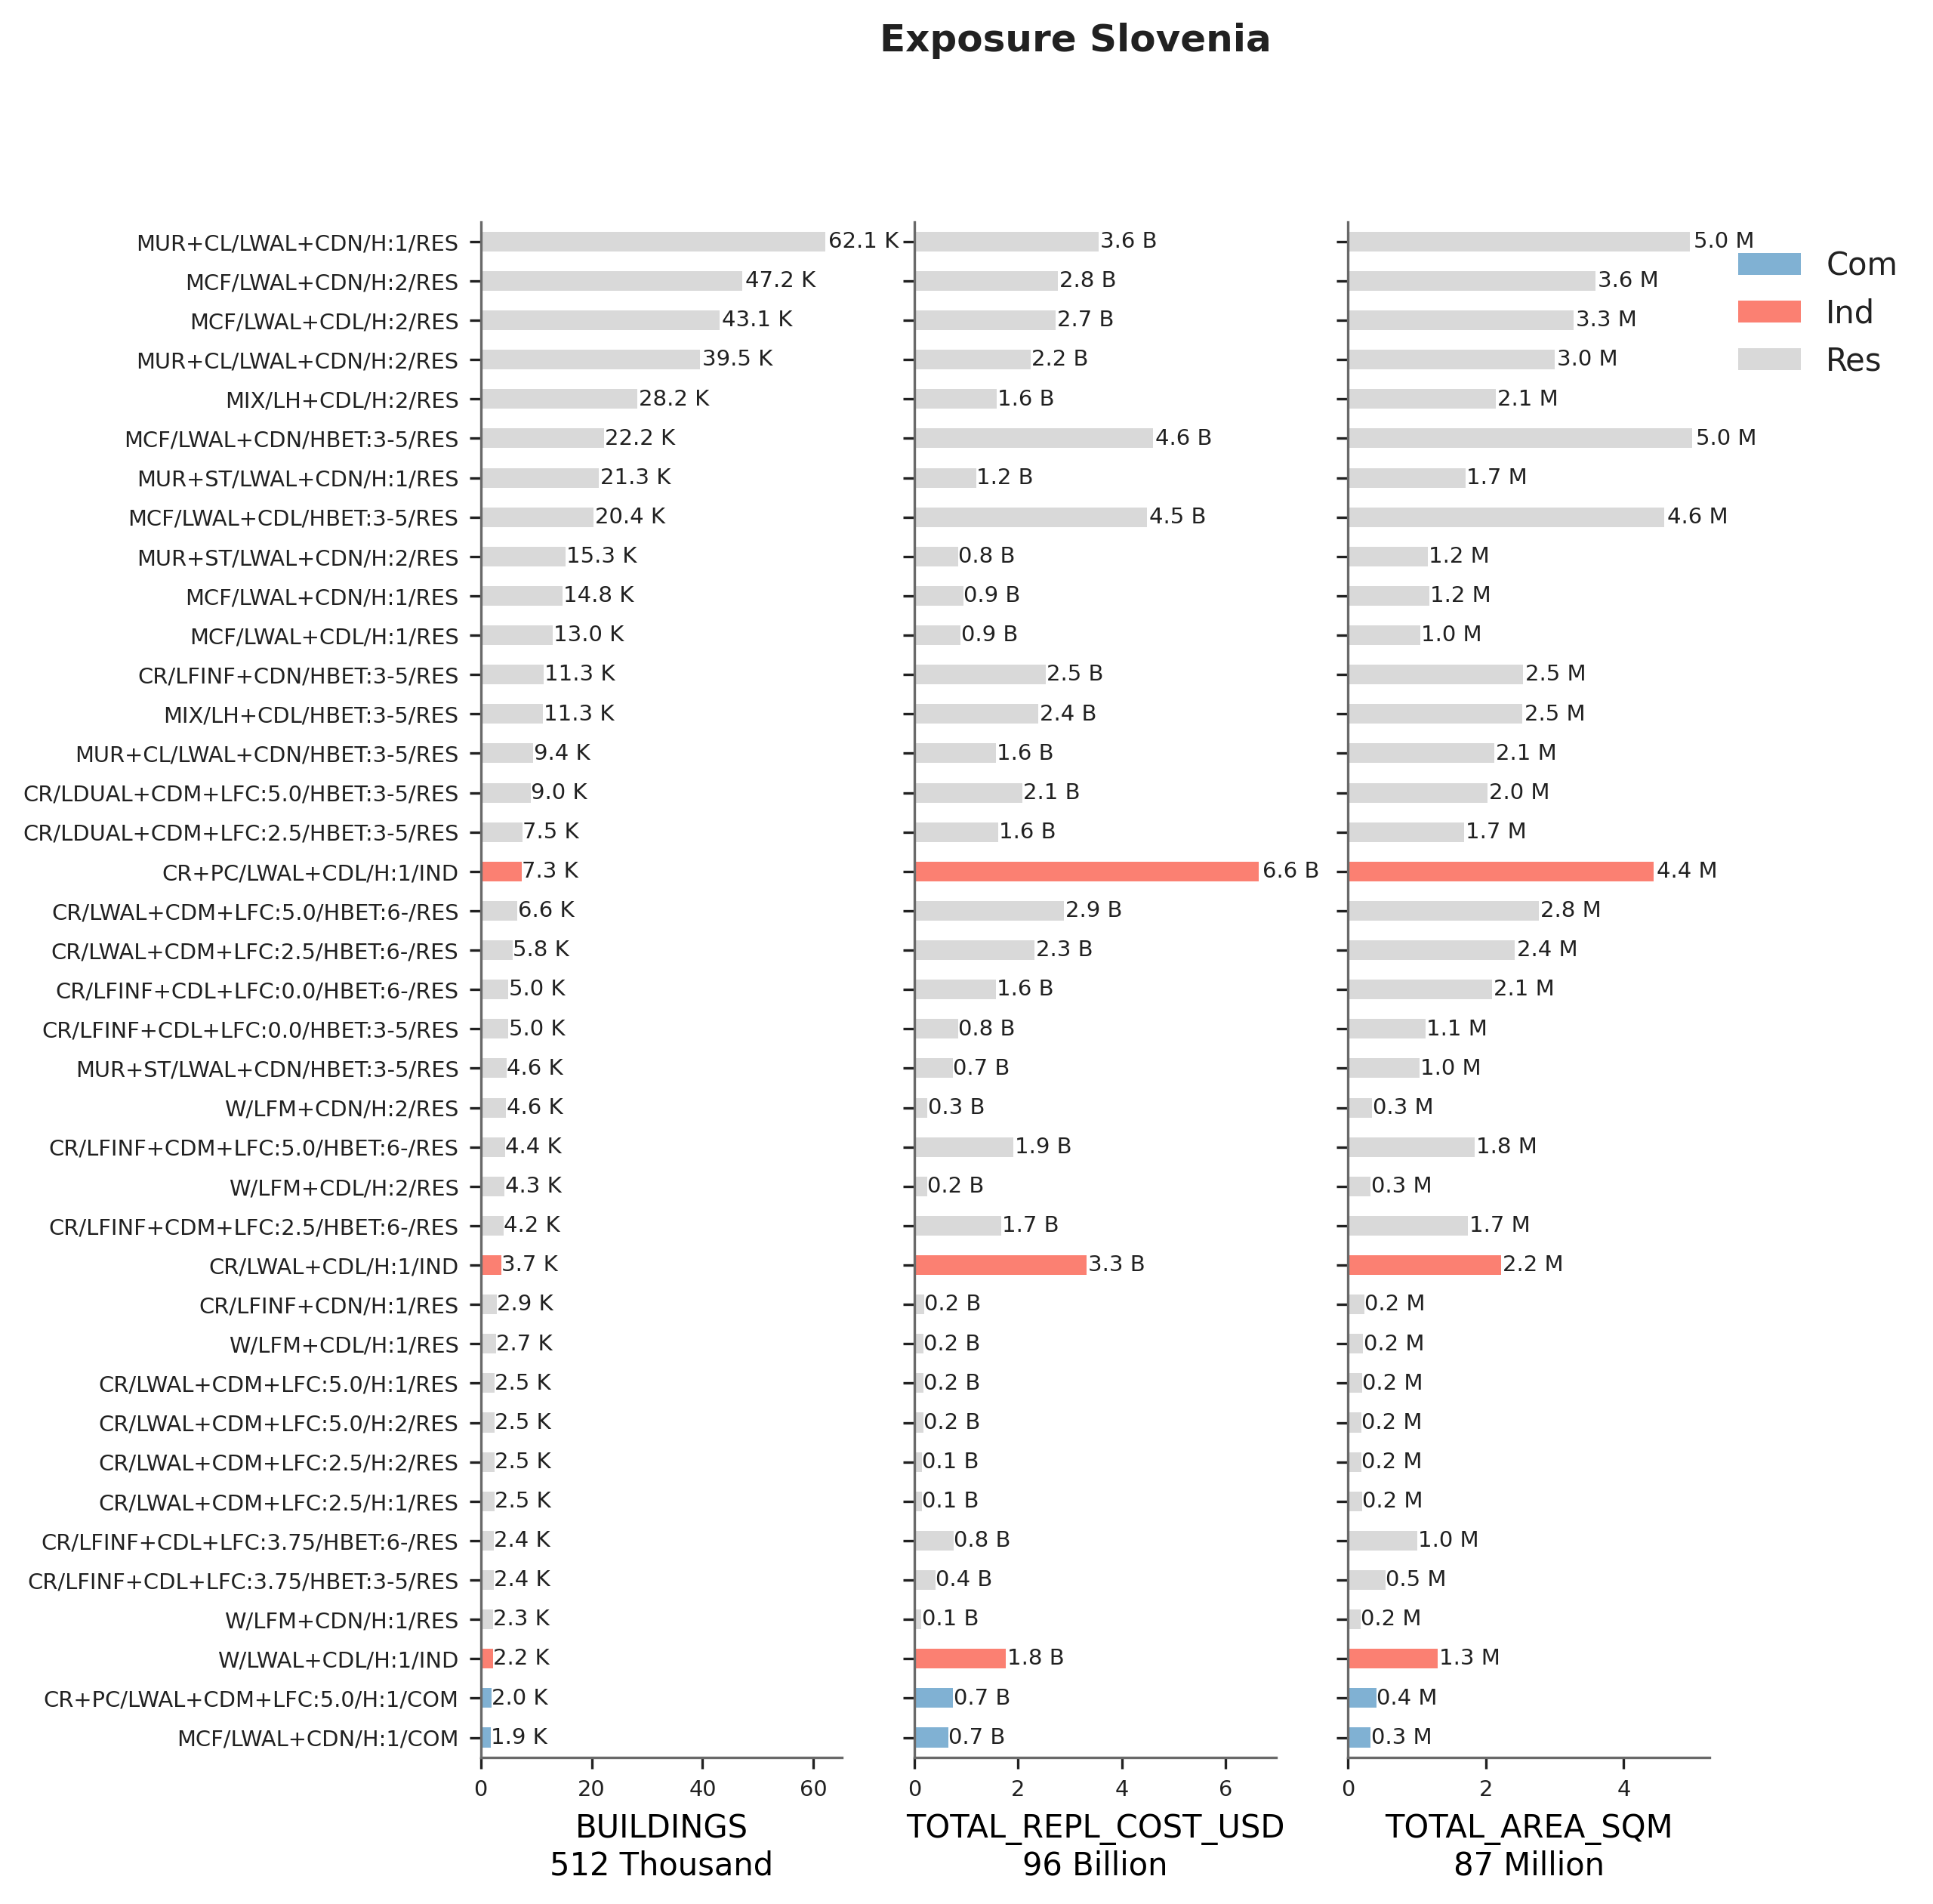 Exposure Slovenia
MUR+CL/LWAL+CDN/H:1/RES 62.1 K 3.6 B 5.0 M
Com
MCF/LWAL+CDN/H:2/RES 47.2 K 2.8 B 3.6 M
Ind
MCF/LWAL+CDL/H:2/RES 43.1 K 2.7 B 3.3 M
Res
MUR+CL/LWAL+CDN/H:2/RES 39.5 K 2.2 B 3.0 M
MIX/LH+CDL/H:2/RES 28.2 K 1.6 B 2.1 M
MCF/LWAL+CDN/HBET:3-5/RES 22.2 K 4.6 B 5.0 M
MUR+ST/LWAL+CDN/H:1/RES 21.3 K 1.2 B 1.7 M
MCF/LWAL+CDL/HBET:3-5/RES 20.4 K 4.5 B 4.6 M
MUR+ST/LWAL+CDN/H:2/RES 15.3 K 0.8 B 1.2 M
MCF/LWAL+CDN/H:1/RES 14.8 K 0.9 B 1.2 M
MCF/LWAL+CDL/H:1/RES 13.0 K 0.9 B 1.0 M
CR/LFINF+CDN/HBET:3-5/RES 11.3 K 2.5 B 2.5 M
MIX/LH+CDL/HBET:3-5/RES 11.3 K 2.4 B 2.5 M
MUR+CL/LWAL+CDN/HBET:3-5/RES 9.4 K 1.6 B 2.1 M
CR/LDUAL+CDM+LFC:5.0/HBET:3-5/RES 9.0 K 2.1 B 2.0 M
CR/LDUAL+CDM+LFC:2.5/HBET:3-5/RES 7.5 K 1.6 B 1.7 M
CR+PC/LWAL+CDL/H:1/IND 7.3 K 6.6 B 4.4 M
CR/LWAL+CDM+LFC:5.0/HBET:6-/RES 6.6 K 2.9 B 2.8 M
CR/LWAL+CDM+LFC:2.5/HBET:6-/RES 5.8 K 2.3 B 2.4 M
CR/LFINF+CDL+LFC:0.0/HBET:6-/RES 5.0 K 1.6 B 2.1 M
CR/LFINF+CDL+LFC:0.0/HBET:3-5/RES 5.0 K 0.8 B 1.1 M
MUR+ST/LWAL+CDN/HBET:3-5/RES 4.6 K 0.7 B 1.0 M
W/LFM+CDN/H:2/RES 4.6 K 0.3 B 0.3 M
CR/LFINF+CDM+LFC:5.0/HBET:6-/RES 4.4 K 1.9 B 1.8 M
W/LFM+CDL/H:2/RES 4.3 K 0.2 B 0.3 M
CR/LFINF+CDM+LFC:2.5/HBET:6-/RES 4.2 K 1.7 B 1.7 M
CR/LWAL+CDL/H:1/IND 3.7 K 3.3 B 2.2 M
CR/LFINF+CDN/H:1/RES 2.9 K 0.2 B 0.2 M
W/LFM+CDL/H:1/RES 2.7 K 0.2 B 0.2 M
CR/LWAL+CDM+LFC:5.0/H:1/RES 2.5 K 0.2 B 0.2 M
CR/LWAL+CDM+LFC:5.0/H:2/RES 2.5 K 0.2 B 0.2 M
CR/LWAL+CDM+LFC:2.5/H:2/RES 2.5 K 0.1 B 0.2 M
CR/LWAL+CDM+LFC:2.5/H:1/RES 2.5 K 0.1 B 0.2 M
CR/LFINF+CDL+LFC:3.75/HBET:6-/RES 2.4 K 0.8 B 1.0 M
CR/LFINF+CDL+LFC:3.75/HBET:3-5/RES 2.4 K 0.4 B 0.5 M
W/LFM+CDN/H:1/RES 2.3 K 0.1 B 0.2 M
W/LWAL+CDL/H:1/IND 2.2 K 1.8 B 1.3 M
CR+PC/LWAL+CDM+LFC:5.0/H:1/COM 2.0 K 0.7 B 0.4 M
MCF/LWAL+CDN/H:1/COM 1.9 K 0.7 B 0.3 M
0 20 40 60 0 2 4 6 0 2 4
BUILDINGS TOTAL_REPL_COST_USD TOTAL_AREA_SQM
512 Thousand 96 Billion 87 Million